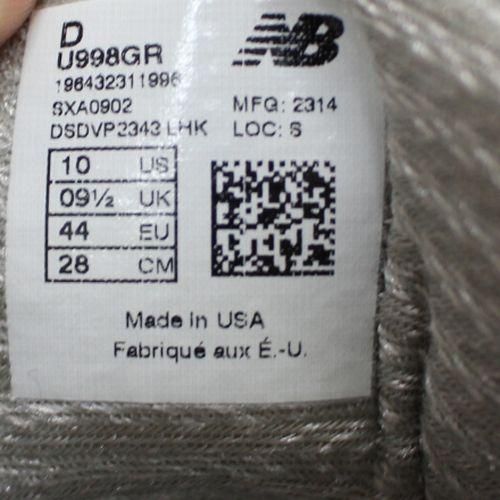 D
U998GR
196432311996
SXA0902
MFG: 2314
DSDVP2343 LHK
LOC: S
10 US
09½ UK
44 EU
28 CM
NB
Made in USA
Fabriqué aux É.-U.